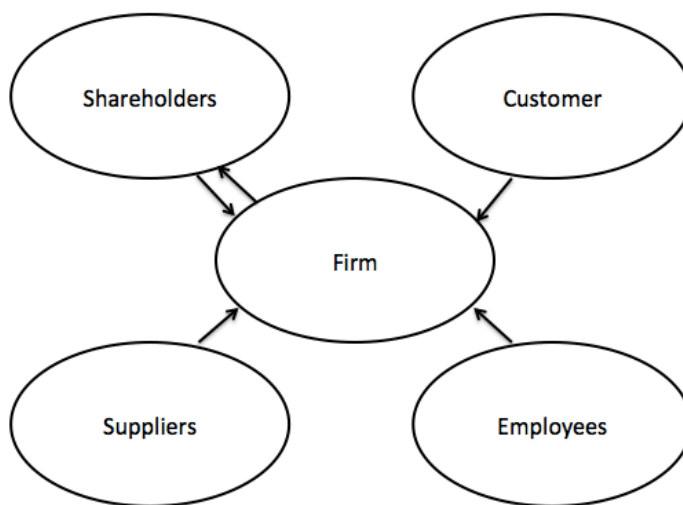 Shareholders
Customer
Firm
Suppliers
Employees